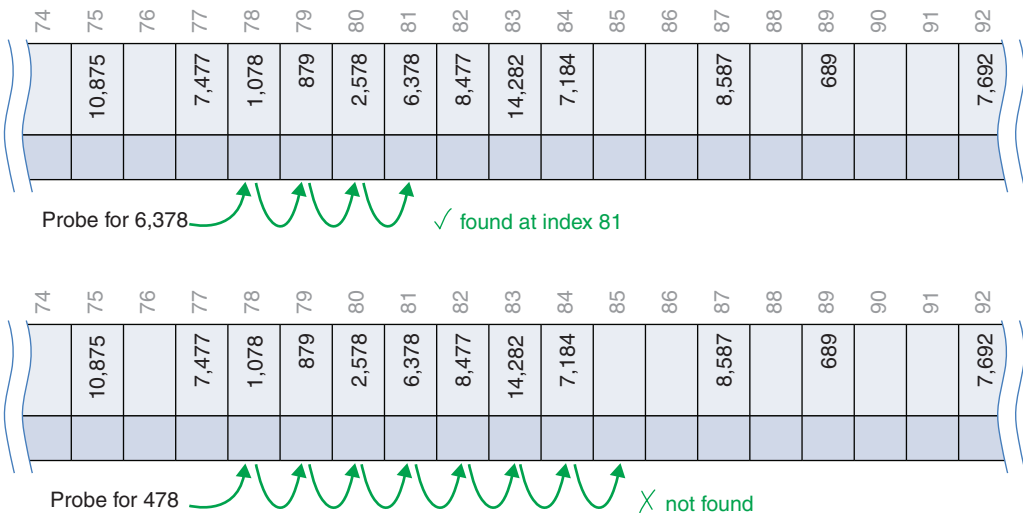 74 75 76 77 78 79 80 81 82 83 84 85 86 87 88 89 90 91 92
10,875 7,477 1,078 879 2,578 6,378 8,477 14,282 7,184 8,587 689 7,692
Probe for 6,378 ✓ found at index 81
74 75 76 77 78 79 80 81 82 83 84 85 86 87 88 89 90 91 92
10,875 7,477 1,078 879 2,578 6,378 8,477 14,282 7,184 8,587 689 7,692
Probe for 478 X not found